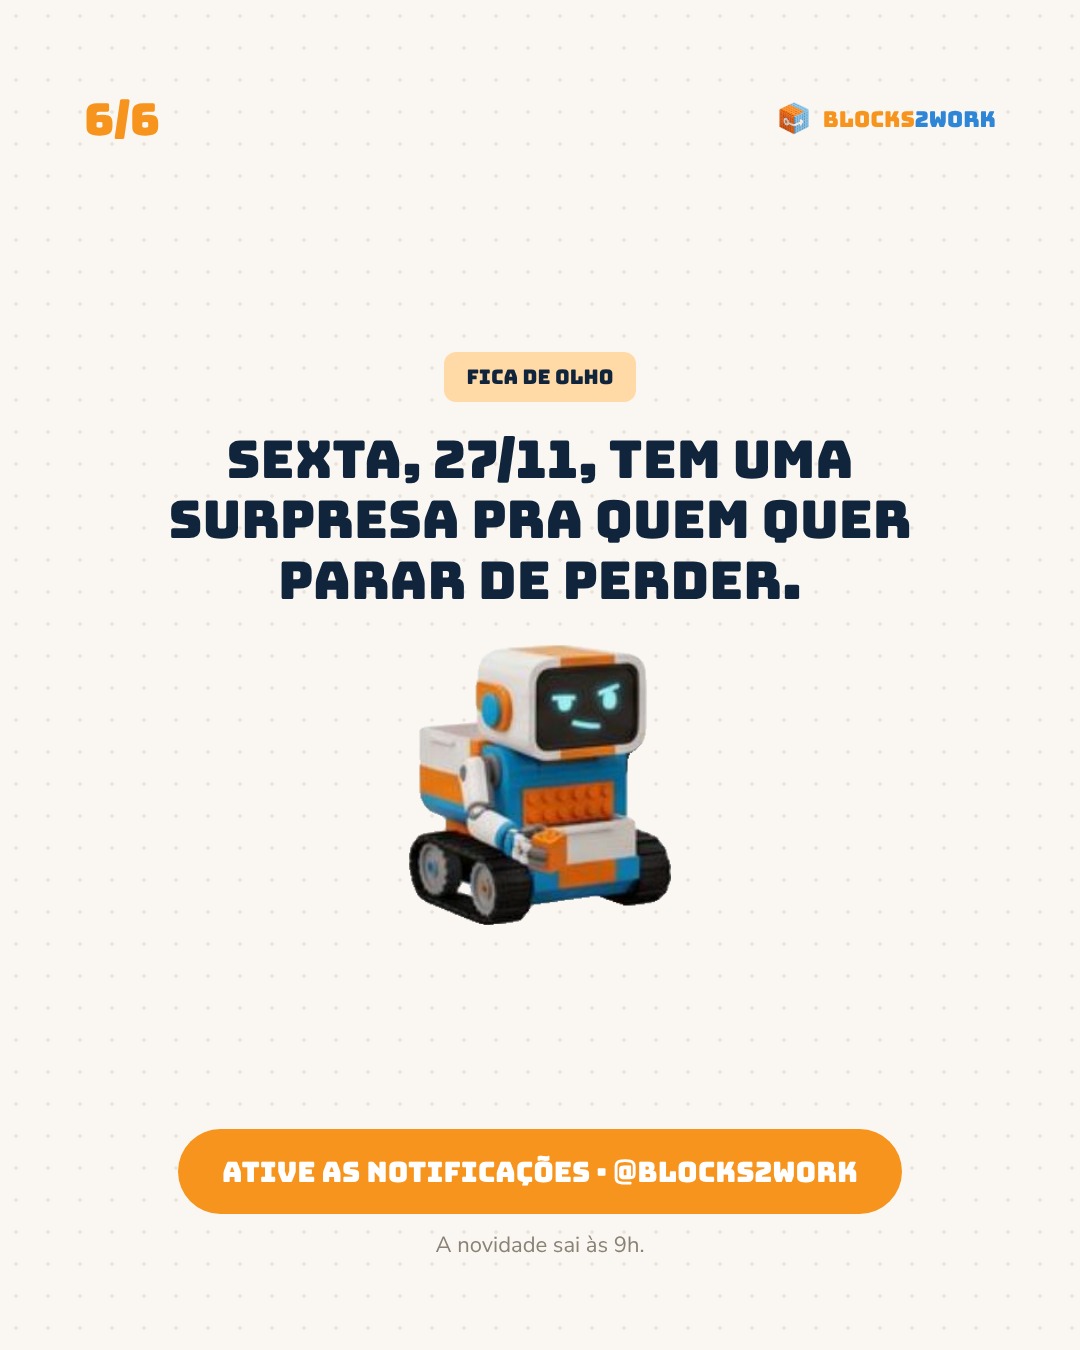 6/6
BLOCKS2WORK
FICA DE OLHO
SEXTA, 27/11, TEM UMA
SURPRESA PRA QUEM QUER
PARAR DE PERDER.
ATIVE AS NOTIFICAÇÕES · @BLOCKS2WORK
A novidade sai às 9h.